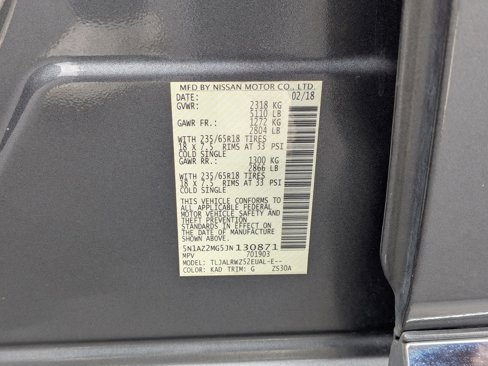 MFD BY NISSAN MOTOR CO., LTD.
DATE: 02/18
GVWR: 2318 KG
5110 LB
GAWR FR.: 1272 KG
2804 LB
WITH 235/65R18 TIRES
18 x 7.5 RIMS AT 33 PSI
COLD SINGLE
GAWR RR.: 1300 KG
2866 LB
WITH 235/65R18 TIRES
18 x 7.5 RIMS AT 33 PSI
COLD SINGLE
THIS VEHICLE CONFORMS TO
ALL APPLICABLE FEDERAL
MOTOR VEHICLE SAFETY AND
THEFT PREVENTION
STANDARDS IN EFFECT ON
THE DATE OF MANUFACTURE
SHOWN ABOVE.
5N1AZ2MG5JN130871
MPV 701903
MODEL: TLJALRWZ52EUAL-E--
COLOR: KAD TRIM: G ZS30A